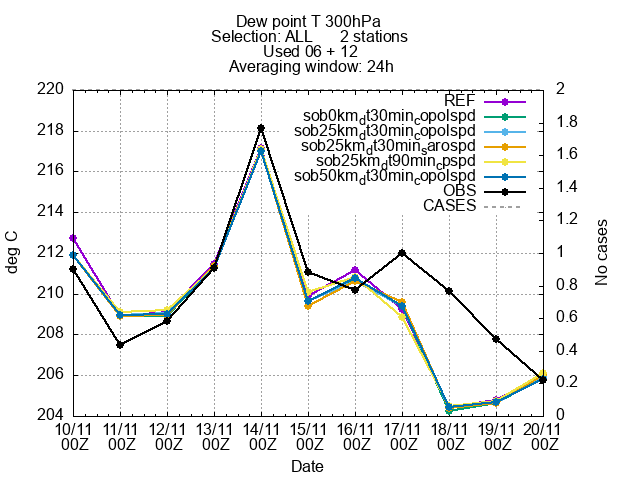 Dew point T 300hPa
Selection: ALL 2 stations
Used 06 + 12
Averaging window: 24h
220
218
216
214
212
210
208
206
204
deg C
2
1.8
1.6
1.4
1.2
1
0.8
0.6
0.4
0.2
0
No cases
REF
sob0km_dt30min_copolspd
sob25km_dt30min_copolspd
sob25km_dt30min_sarospd
sob25km_dt90min_cpspd
sob50km_dt30min_copolspd
OBS
CASES
10/11 11/11 12/11 13/11 14/11 15/11 16/11 17/11 18/11 19/11 20/11
00Z 00Z 00Z 00Z 00Z 00Z 00Z 00Z 00Z 00Z 00Z
Date